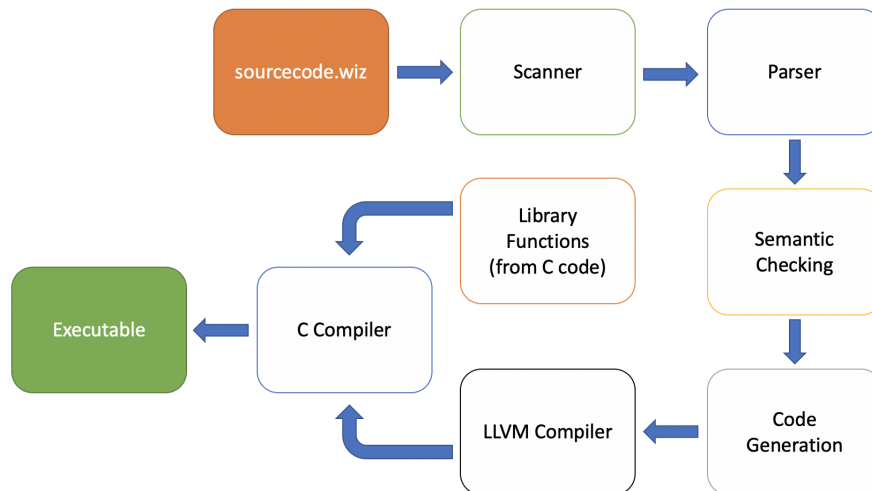 sourcecode.wiz
Scanner
Parser
Library
Functions
(from C code)
Semantic
Checking
Executable
C Compiler
LLVM Compiler
Code
Generation